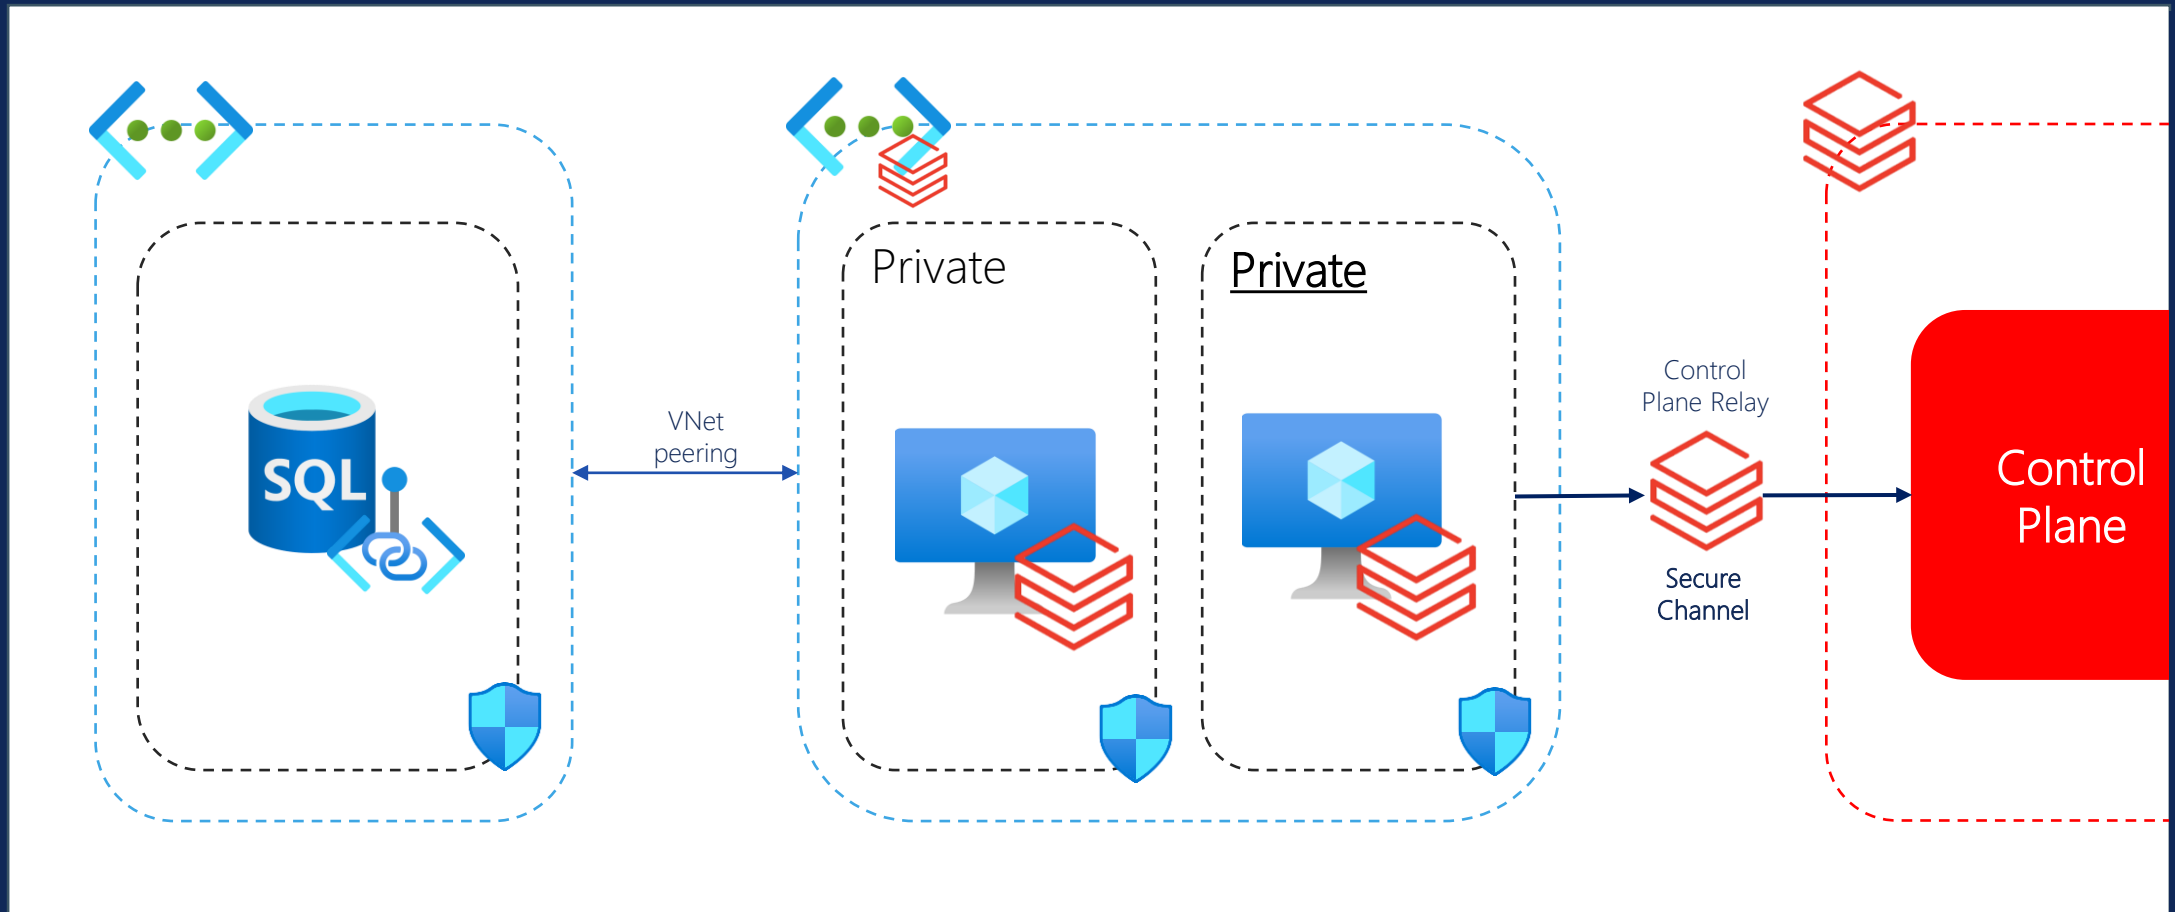 Private
Private
SQL
VNet
peering
Control
Plane Relay
Secure
Channel
Control
Plane